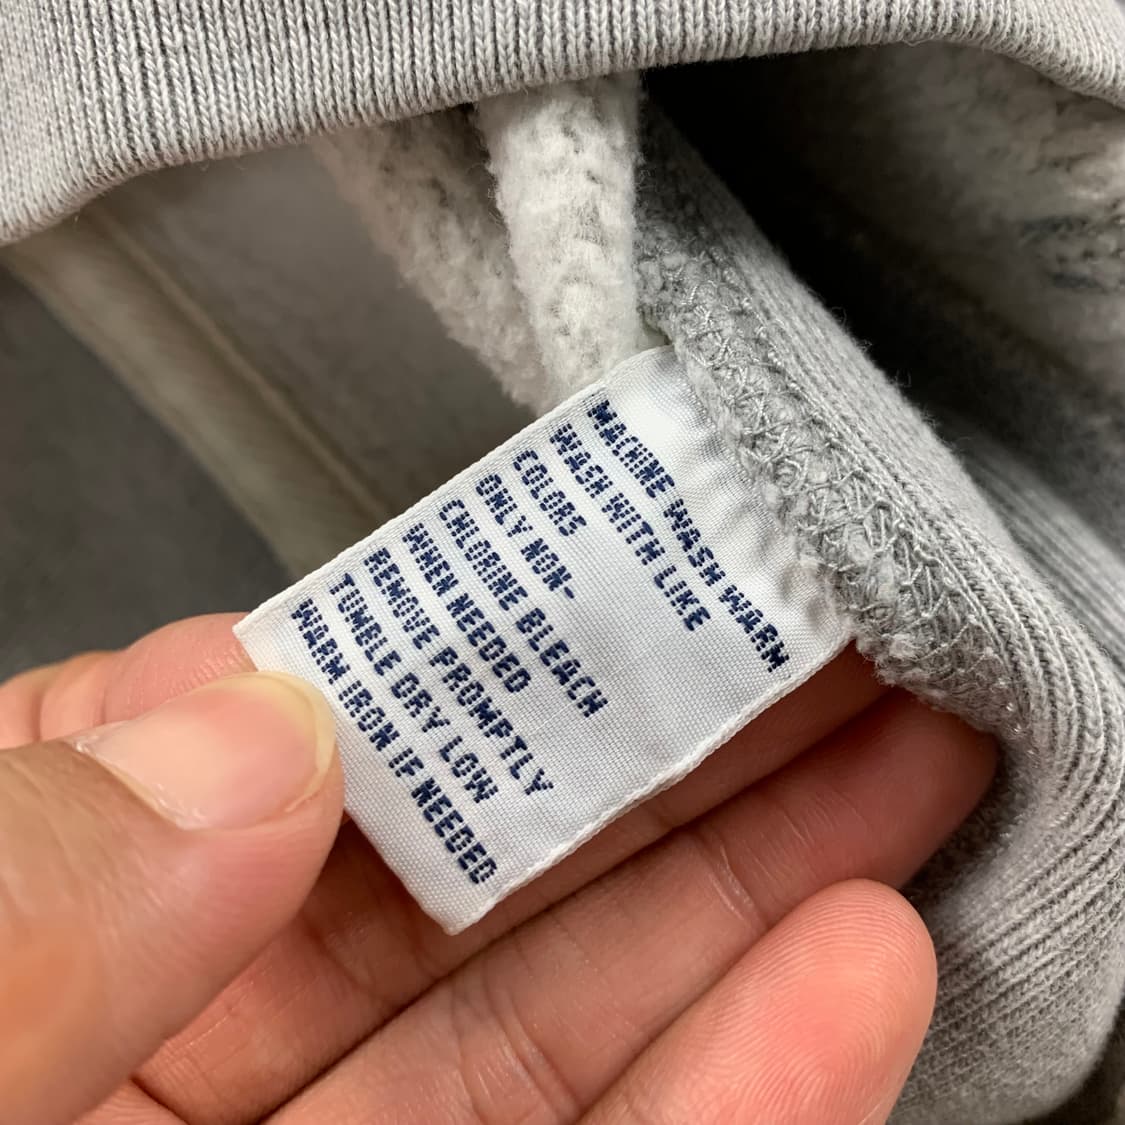 MACHINE WASH WARM
WASH WITH LIKE
COLORS
ONLY NON-
CHLORINE BLEACH
WHEN NEEDED
REMOVE PROMPTLY
TUMBLE DRY LOW
WARM IRON IF NEEDED